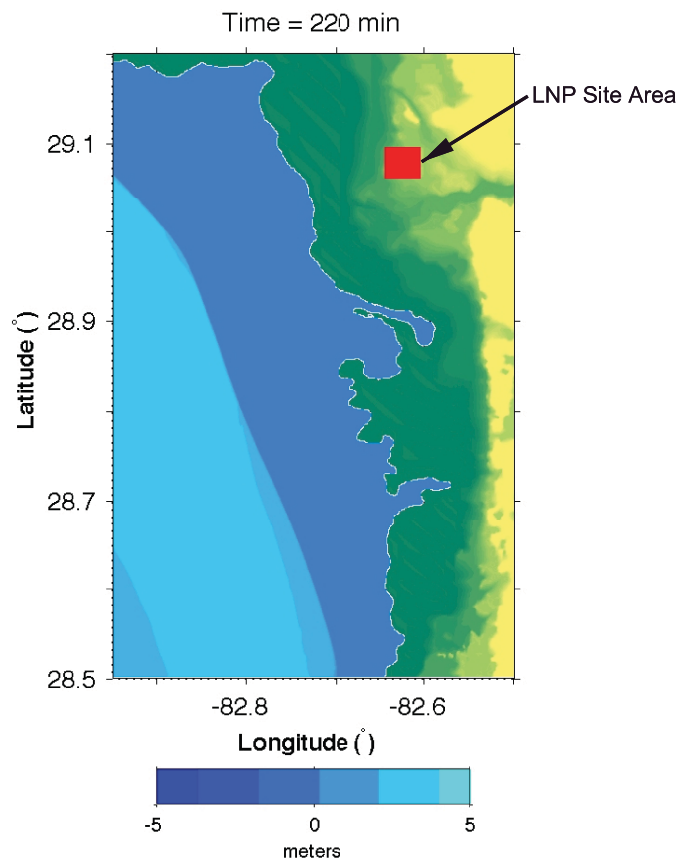 Time = 220 min
LNP Site Area
29.1
28.9
28.7
28.5
Latitude (°)
-82.8 -82.6
Longitude (°)
-5 0 5
meters